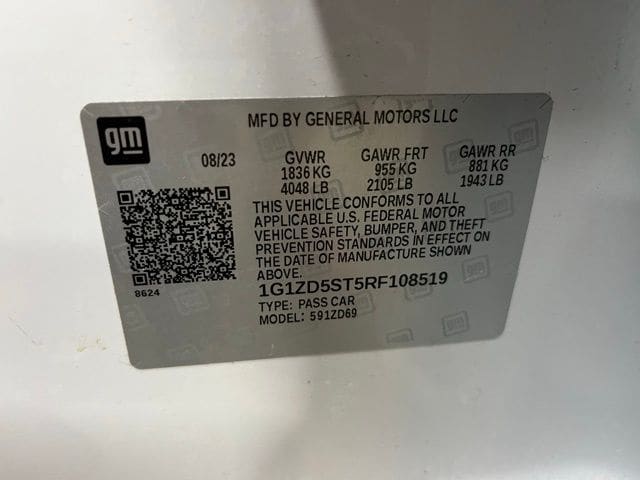 gm
MFD BY GENERAL MOTORS LLC
08/23 GVWR GAWR FRT GAWR RR
1836 KG 955 KG 881 KG
4048 LB 2105 LB 1943 LB
THIS VEHICLE CONFORMS TO ALL
APPLICABLE U.S. FEDERAL MOTOR
VEHICLE SAFETY, BUMPER, AND THEFT
PREVENTION STANDARDS IN EFFECT ON
THE DATE OF MANUFACTURE SHOWN
ABOVE.
8624
1G1ZD5ST5RF108519
TYPE: PASS CAR
MODEL: 591ZD69